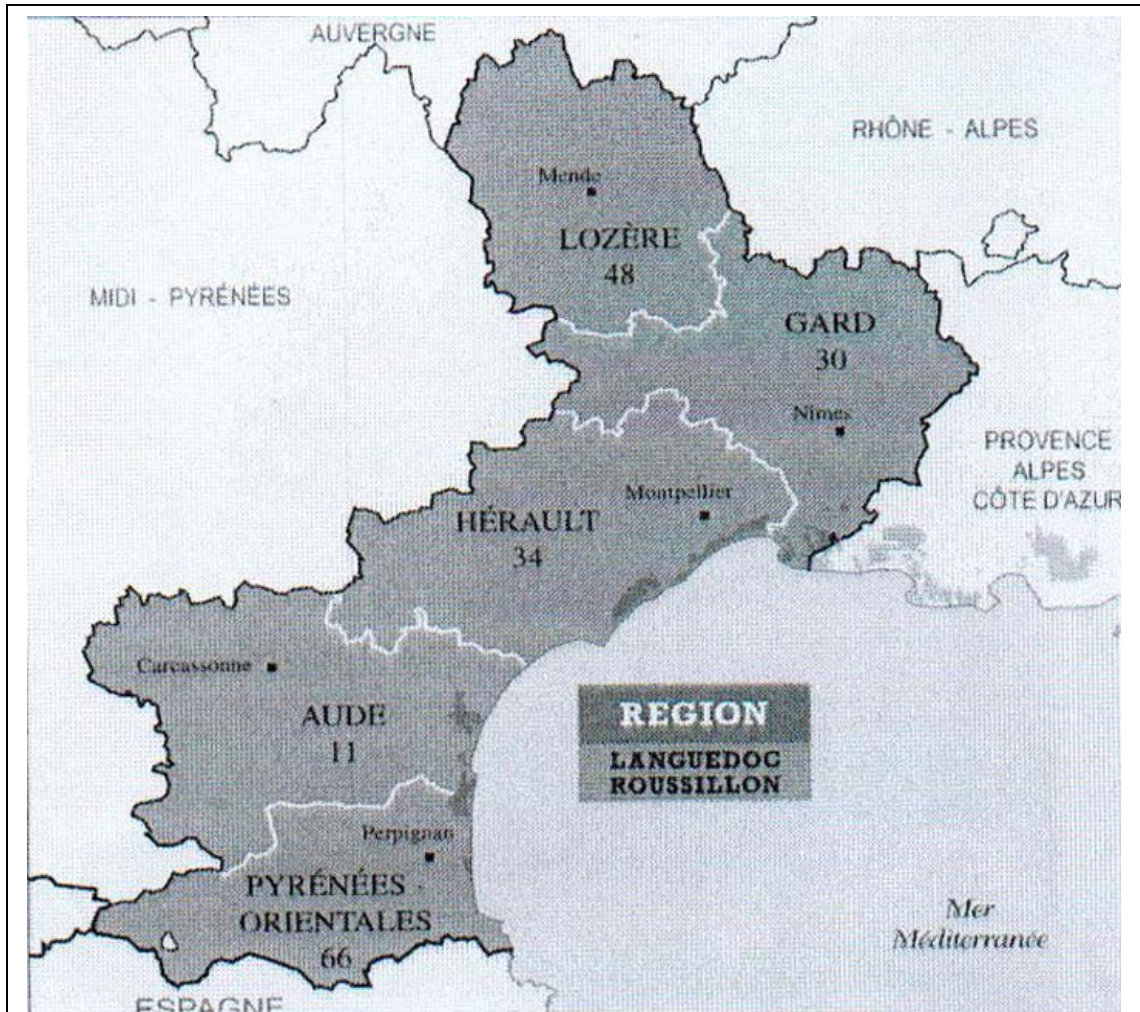 AUVERGNE
RHÔNE - ALPES
Mende
LOZÈRE
48
MIDI - PYRÉNÉES
GARD
30
Nîmes
PROVENCE
ALPES
CÔTE D'AZUR
Montpellier
HÉRAULT
34
Carcassonne
AUDE
11
REGION
LANGUEDOC
ROUSSILLON
Perpignan
PYRÉNÉES
ORIENTALES
66
Mer
Méditerranée
ESPAGNE